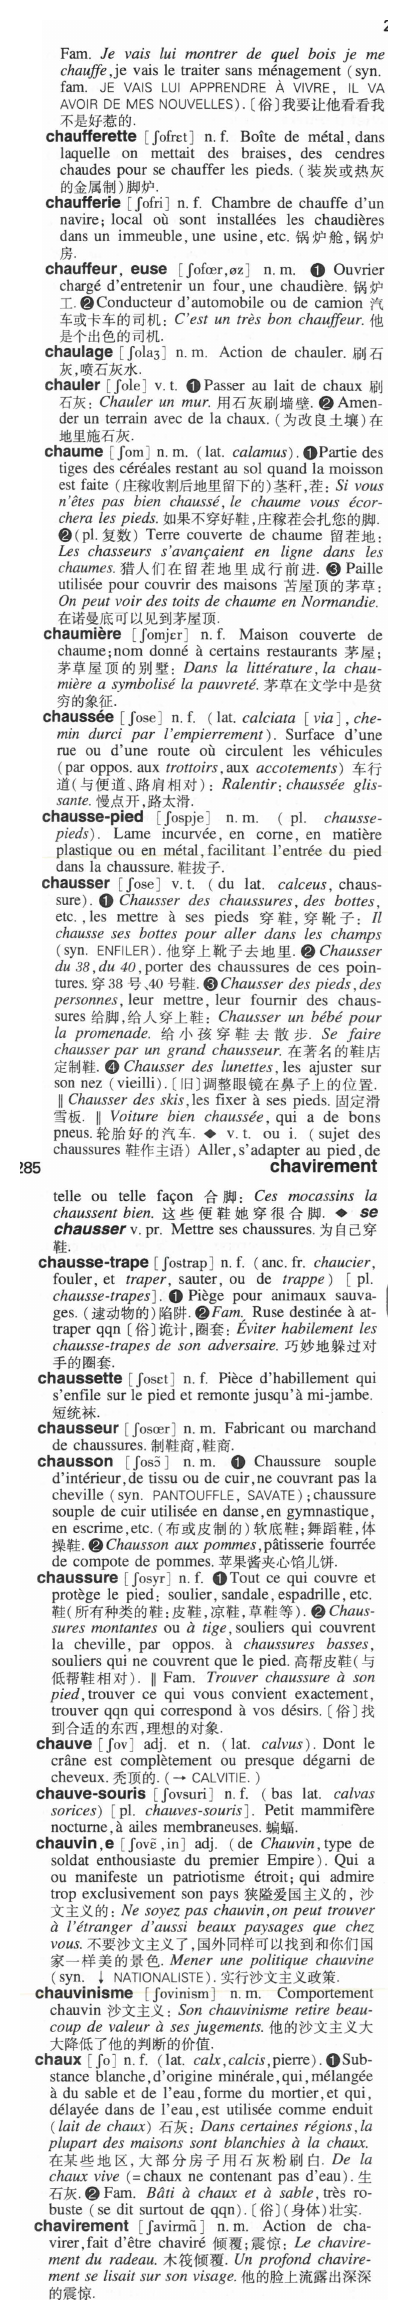 2
Fam. Je vais lui montrer de quel bois je me
chauffe,je vais le traiter sans ménagement (syn.
fam. JE VAIS LUI APPRENDRE À VIVRE, IL VA
AVOIR DE MES NOUVELLES).〔俗〕我要让他看看我
不是好惹的.
chaufferette [ʃofrɛt] n. f. Boîte de métal, dans
laquelle on mettait des braises, des cendres
chaudes pour se chauffer les pieds. (装炭或热灰
的金属制)脚炉.
chaufferie [ʃofri] n. f. Chambre de chauffe d'un
navire; local où sont installées les chaudières
dans un immeuble, une usine, etc. 锅炉舱,锅炉
房.
chauffeur, euse [ʃofœr,øz] n. m. ❶ Ouvrier
chargé d'entretenir un four, une chaudière. 锅炉
工. ❷Conducteur d'automobile ou de camion 汽
车或卡车的司机: C'est un très bon chauffeur. 他
是个出色的司机.
chaulage [ʃolaʒ] n. m. Action de chauler. 刷石
灰,喷石灰水.
chauler [ʃole] v. t. ❶Passer au lait de chaux 刷
石灰: Chauler un mur. 用石灰刷墙壁. ❷ Amen-
der un terrain avec de la chaux. (为改良土壤)在
地里施石灰.
chaume [ʃom] n. m. (lat. calamus). ❶Partie des
tiges des céréales restant au sol quand la moisson
est faite (庄稼收割后地里留下的)茎秆,茬: Si vous
n'êtes pas bien chaussé, le chaume vous écor-
chera les pieds. 如果不穿好鞋,庄稼茬会扎您的脚.
❷(pl. 复数) Terre couverte de chaume 留茬地:
Les chasseurs s'avançaient en ligne dans les
chaumes. 猎人们在留茬地里成行前进. ❸ Paille
utilisée pour couvrir des maisons 苫屋顶的茅草:
On peut voir des toits de chaume en Normandie.
在诺曼底可以见到茅屋顶.
chaumière [ʃomjɛr] n. f. Maison couverte de
chaume;nom donné à certains restaurants 茅屋;
茅草屋顶的别墅: Dans la littérature, la chau-
mière a symbolisé la pauvreté. 茅草在文学中是贫
穷的象征.
chaussée [ʃose] n. f. (lat. calciata [via], che-
min durci par l'empierrement). Surface d'une
rue ou d'une route où circulent les véhicules
(par oppos. aux trottoirs, aux accotements) 车行
道(与便道、路肩相对): Ralentir: chaussée glis-
sante. 慢点开,路太滑.
chausse-pied [ʃospje] n. m. ( pl. chausse-
pieds). Lame incurvée, en corne, en matière
plastique ou en métal, facilitant l'entrée du pied
dans la chaussure. 鞋拔子.
chausser [ʃose] v. t. ( du lat. calceus, chaus-
sure). ❶ Chausser des chaussures, des bottes,
etc., les mettre à ses pieds 穿鞋, 穿靴子: Il
chausse ses bottes pour aller dans les champs
(syn. ENFILER). 他穿上靴子去地里. ❷ Chausser
du 38, du 40, porter des chaussures de ces poin-
tures. 穿 38 号、40 号鞋. ❸ Chausser des pieds, des
personnes, leur mettre, leur fournir des chaus-
sures 给脚,给人穿上鞋: Chausser un bébé pour
la promenade. 给小孩穿鞋去散步. Se faire
chausser par un grand chausseur. 在著名的鞋店
定制鞋. ❹ Chausser des lunettes, les ajuster sur
son nez (vieilli).〔旧〕调整眼镜在鼻子上的位置.
‖ Chausser des skis, les fixer à ses pieds. 固定滑
雪板. ‖ Voiture bien chaussée, qui a de bons
pneus. 轮胎好的汽车. ◆ v. t. ou i. ( sujet des
chaussures 鞋作主语) Aller, s'adapter au pied, de
285 chavirement
telle ou telle façon 合脚: Ces mocassins la
chaussent bien. 这些便鞋她穿很合脚. ◆ se
chausser v. pr. Mettre ses chaussures. 为自己穿
鞋.
chausse-trape [ʃostrap] n. f. (anc. fr. chaucier,
fouler, et traper, sauter, ou de trappe) [ pl.
chausse-trapes]. ❶ Piège pour animaux sauva-
ges. (逮动物的)陷阱. ❷Fam. Ruse destinée à at-
traper qqn〔俗〕诡计,圈套: Éviter habilement les
chausse-trapes de son adversaire. 巧妙地躲过对
手的圈套.
chaussette [ʃosɛt] n. f. Pièce d'habillement qui
s'enfile sur le pied et remonte jusqu'à mi-jambe.
短统袜.
chausseur [ʃosœr] n. m. Fabricant ou marchand
de chaussures. 制鞋商,鞋商.
chausson [ʃosɔ̃] n. m. ❶ Chaussure souple
d'intérieur, de tissu ou de cuir, ne couvrant pas la
cheville (syn. PANTOUFFLE, SAVATE); chaussure
souple de cuir utilisée en danse, en gymnastique,
en escrime, etc. (布或皮制的)软底鞋;舞蹈鞋,体
操鞋. ❷ Chausson aux pommes, pâtisserie fourrée
de compote de pommes. 苹果酱夹心馅儿饼.
chaussure [ʃosyr] n. f. ❶Tout ce qui couvre et
protège le pied: soulier, sandale, espadrille, etc.
鞋(所有种类的鞋:皮鞋,凉鞋,草鞋等). ❷ Chaus-
sures montantes ou à tige, souliers qui couvrent
la cheville, par oppos. à chaussures basses,
souliers qui ne couvrent que le pied. 高帮皮鞋(与
低帮鞋相对). ‖ Fam. Trouver chaussure à son
pied, trouver ce qui vous convient exactement,
trouver qqn qui correspond à vos désirs.〔俗〕找
到合适的东西,理想的对象.
chauve [ʃov] adj. et n. (lat. calvus). Dont le
crâne est complètement ou presque dégarni de
cheveux. 秃顶的. (→ CALVITIE. )
chauve-souris [ʃovsuri] n. f. ( bas lat. calvas
sorices) [pl. chauves-souris]. Petit mammifère
nocturne, à ailes membraneuses. 蝙蝠.
chauvin,e [ʃovɛ̃,in] adj. (de Chauvin, type de
soldat enthousiaste du premier Empire). Qui a
ou manifeste un patriotisme étroit; qui admire
trop exclusivement son pays 狭隘爱国主义的, 沙
文主义的: Ne soyez pas chauvin, on peut trouver
à l'étranger d'aussi beaux paysages que chez
vous. 不要沙文主义了,国外同样可以找到和你们国
家一样美的景色. Mener une politique chauvine
(syn. ↓ NATIONALISTE). 实行沙文主义政策.
chauvinisme [ʃovinism] n. m. Comportement
chauvin 沙文主义: Son chauvinisme retire beau-
coup de valeur à ses jugements. 他的沙文主义大
大降低了他的判断的价值.
chaux [ʃo] n. f. (lat. calx, calcis, pierre). ❶Sub-
stance blanche, d'origine minérale, qui, mélangée
à du sable et de l'eau, forme du mortier, et qui,
délayée dans de l'eau, est utilisée comme enduit
(lait de chaux) 石灰: Dans certaines régions, la
plupart des maisons sont blanchies à la chaux.
在某些地区, 大部分房子用石灰粉刷白. De la
chaux vive (=chaux ne contenant pas d'eau). 生
石灰. ❷ Fam. Bâti à chaux et à sable, très ro-
buste (se dit surtout de qqn).〔俗〕(身体)壮实.
chavirement [ʃavirmɑ̃] n. m. Action de cha-
virer, fait d'être chaviré 倾覆;震惊: Le chavire-
ment du radeau. 木筏倾覆. Un profond chavire-
ment se lisait sur son visage. 他的脸上流露出深深
的震惊.